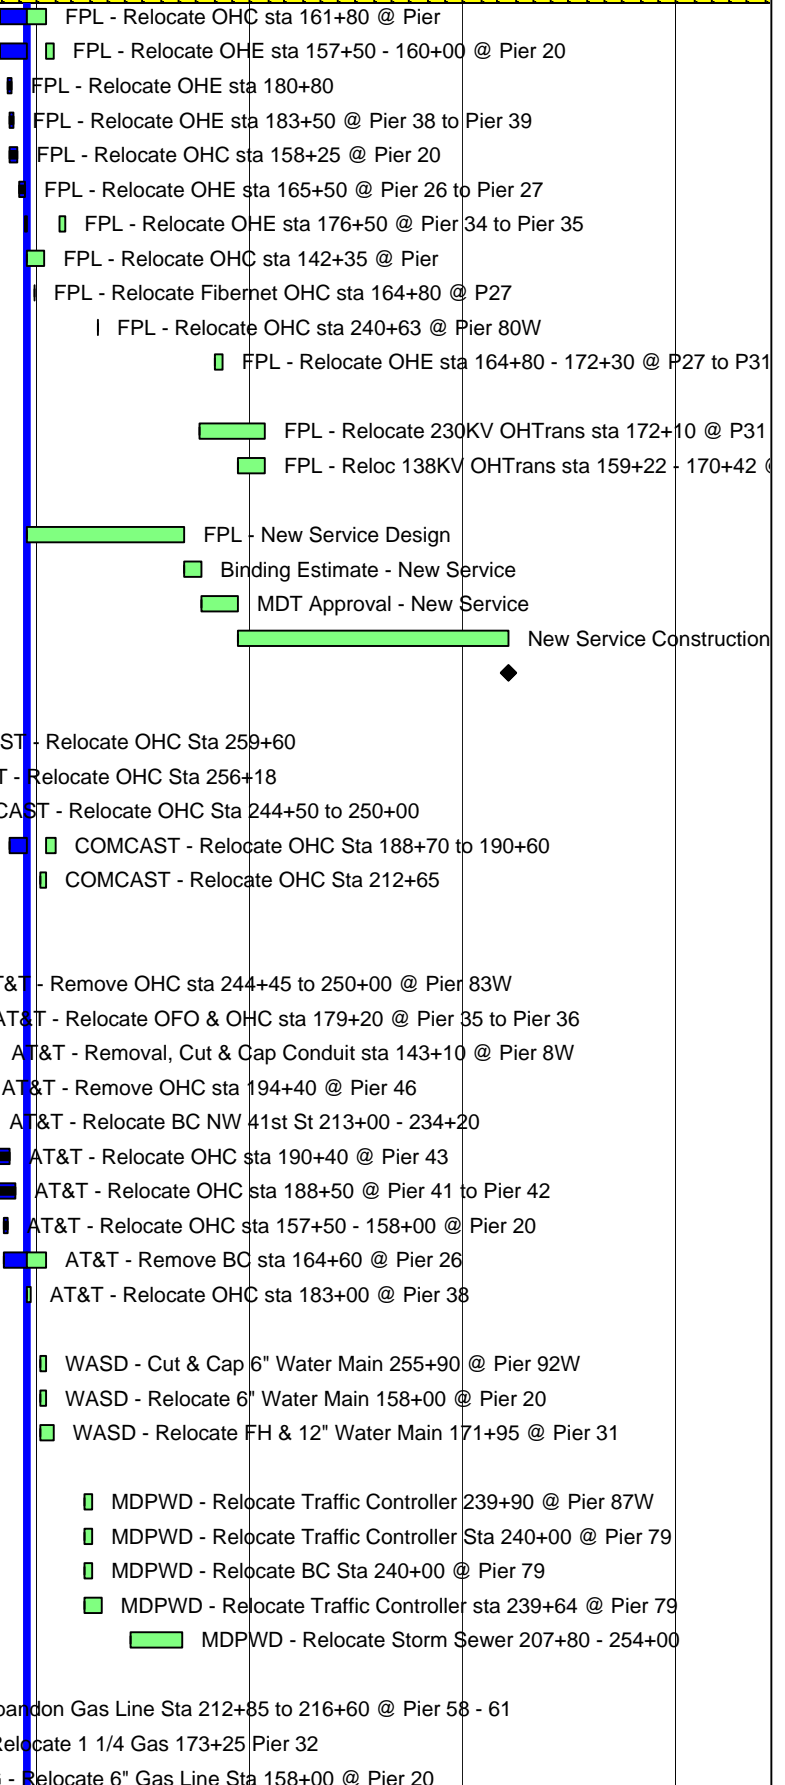 FPL - Relocate OHC sta 161+80 @ Pier
FPL - Relocate OHE sta 157+50 - 160+00 @ Pier 20
FPL - Relocate OHE sta 180+80
FPL - Relocate OHE sta 183+50 @ Pier 38 to Pier 39
FPL - Relocate OHC sta 158+25 @ Pier 20
FPL - Relocate OHE sta 165+50 @ Pier 26 to Pier 27
FPL - Relocate OHE sta 176+50 @ Pier 34 to Pier 35
FPL - Relocate OHC sta 142+35 @ Pier
FPL - Relocate Fibernet OHC sta 164+80 @ P27
FPL - Relocate OHC sta 240+63 @ Pier 80W
FPL - Relocate OHE sta 164+80 - 172+30 @ P27 to P31
FPL - Relocate 230KV OHTrans sta 172+10 @ P31
FPL - Reloc 138KV OHTrans sta 159+22 - 170+42 @
FPL - New Service Design
Binding Estimate - New Service
MDT Approval - New Service
New Service Construction
ST - Relocate OHC Sta 259+60
T - Relocate OHC Sta 256+18
CAST - Relocate OHC Sta 244+50 to 250+00
COMCAST - Relocate OHC Sta 188+70 to 190+60
COMCAST - Relocate OHC Sta 212+65
T&T - Remove OHC sta 244+45 to 250+00 @ Pier 83W
AT&T - Relocate OFO & OHC sta 179+20 @ Pier 35 to Pier 36
AT&T - Removal, Cut & Cap Conduit sta 143+10 @ Pier 8W
AT&T - Remove OHC sta 194+40 @ Pier 46
AT&T - Relocate BC NW 41st St 213+00 - 234+20
AT&T - Relocate OHC sta 190+40 @ Pier 43
AT&T - Relocate OHC sta 188+50 @ Pier 41 to Pier 42
AT&T - Relocate OHC sta 157+50 - 158+00 @ Pier 20
AT&T - Remove BC sta 164+60 @ Pier 26
AT&T - Relocate OHC sta 183+00 @ Pier 38
WASD - Cut & Cap 6" Water Main 255+90 @ Pier 92W
WASD - Relocate 6" Water Main 158+00 @ Pier 20
WASD - Relocate FH & 12" Water Main 171+95 @ Pier 31
MDPWD - Relocate Traffic Controller 239+90 @ Pier 87W
MDPWD - Relocate Traffic Controller Sta 240+00 @ Pier 79
MDPWD - Relocate BC Sta 240+00 @ Pier 79
MDPWD - Relocate Traffic Controller sta 239+64 @ Pier 79
MDPWD - Relocate Storm Sewer 207+80 - 254+00
bandon Gas Line Sta 212+85 to 216+60 @ Pier 58 - 61
Relocate 1 1/4 Gas 173+25 Pier 32
- Relocate 6" Gas Line Sta 158+00 @ Pier 20